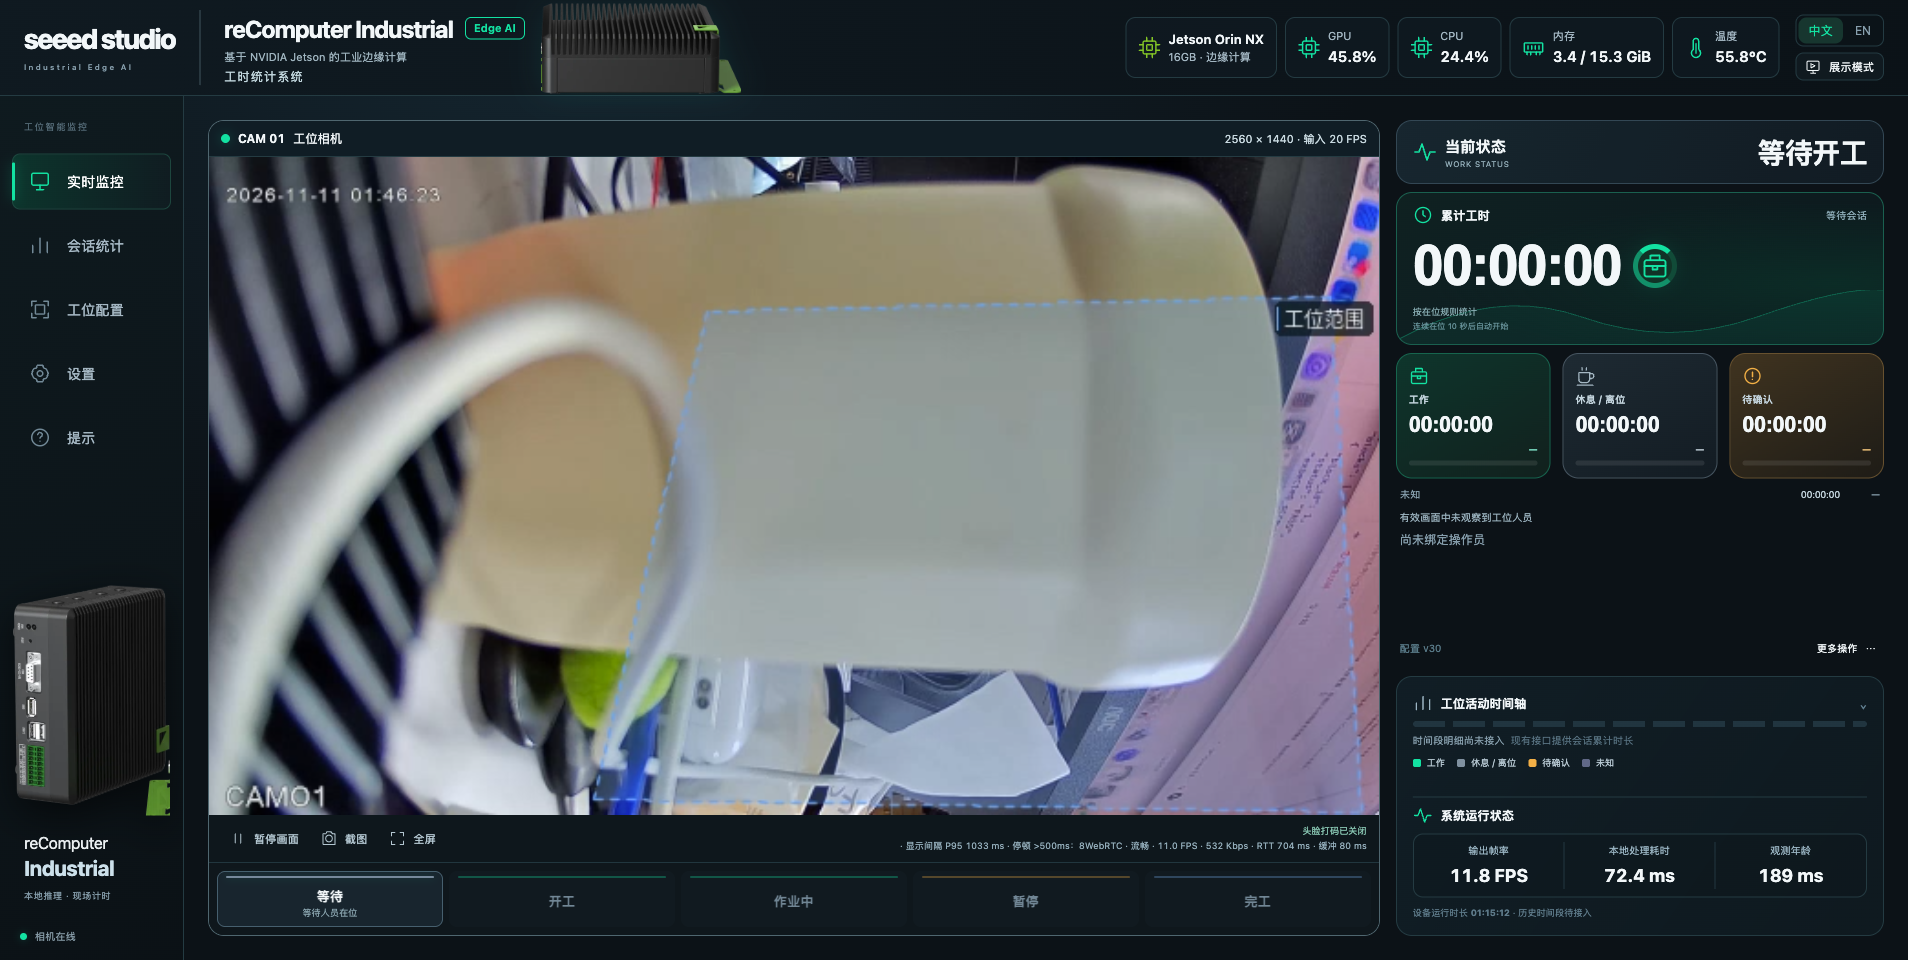 seeed studio
Industrial Edge AI
reComputer Industrial
Edge AI
基于 NVIDIA Jetson 的工业边缘计算
工时统计系统
Jetson Orin NX
16GB · 边缘计算
GPU
45.8%
CPU
24.4%
内存
3.4 / 15.3 GiB
温度
55.8°C
中文
EN
展示模式
工位智能监控
实时监控
会话统计
工位配置
设置
提示
reComputer
Industrial
本地推理 · 现场计时
相机在线
CAM 01 工位相机
2560 × 1440 · 输入 20 FPS
2026-11-11 01:46:23
工位范围
CAM01
暂停画面
截图
全屏
头脸打码已关闭
· 显示间隔 P95 1033 ms · 停顿 >500ms: 8WebRTC · 流畅 · 11.0 FPS · 532 Kbps · RTT 704 ms · 缓冲 80 ms
等待
等待人员在位
开工
作业中
暂停
完工
当前状态
WORK STATUS
等待开工
累计工时
等待会话
00:00:00
按在位规则统计
连续在位 10 秒后自动开始
工作
00:00:00
—
休息 / 离位
00:00:00
—
待确认
00:00:00
—
未知
00:00:00
—
有效画面中未观察到工位人员
尚未绑定操作员
配置 v30
更多操作 ···
工位活动时间轴
时间段明细尚未接入 现有接口提供会话累计时长
工作
休息 / 离位
待确认
未知
系统运行状态
输出帧率
11.8 FPS
本地处理耗时
72.4 ms
观测年龄
189 ms
设备运行时长 01:15:12 · 历史时间段待接入